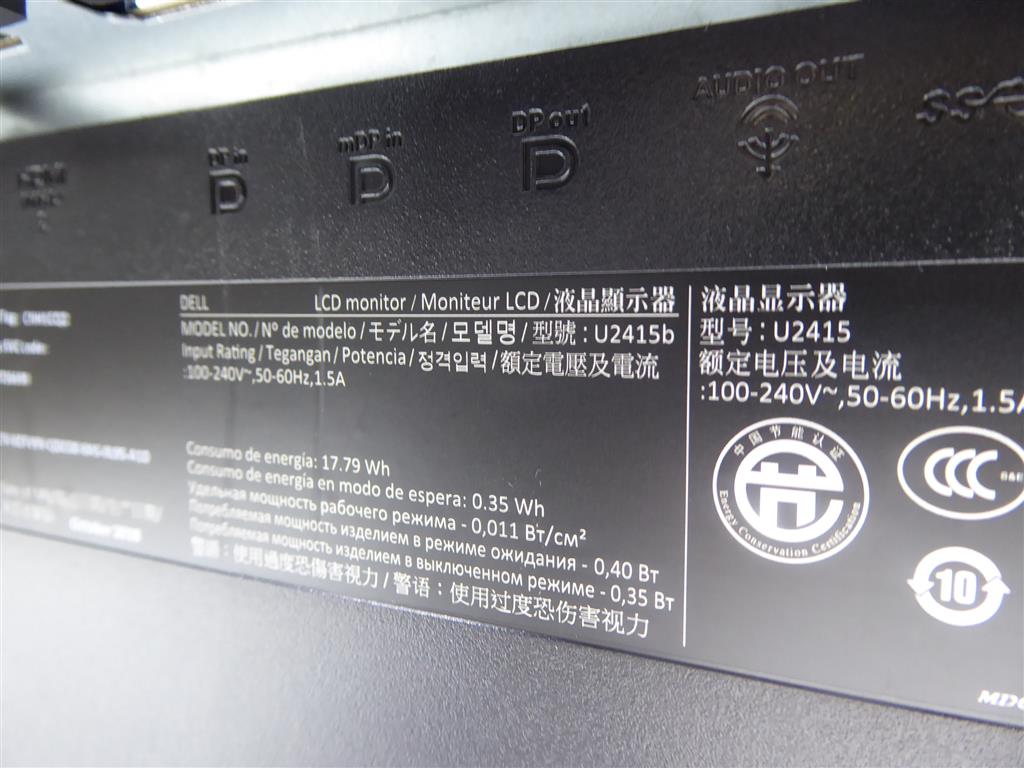 AUDIO OUT
DP out
mDP in
DP in
DELL LCD monitor / Moniteur LCD / 液晶顯示器
MODEL NO. / Nº de modelo / モデル名 / 모델명 / 型號 : U2415b
Input Rating / Tegangan / Potencia / 정격입력 / 額定電壓及電流
:100-240V~,50-60Hz,1.5A
Consumo de energía: 17.79 Wh
Consumo de energía en modo de espera: 0.35 Wh
Удельная мощность рабочего режима - 0,011 Вт/см²
Потребляемая мощность изделием в режиме ожидания - 0,40 Вт
Потребляемая мощность изделием в выключенном режиме - 0,35 Вт
警語：使用過度恐傷害視力 / 警语：使用过度恐伤害视力
液晶显示器
型号 : U2415
额定电压及电流
:100-240V~,50-60Hz,1.5A
中国节能认证
Energy Conservation Certification
CCC
10